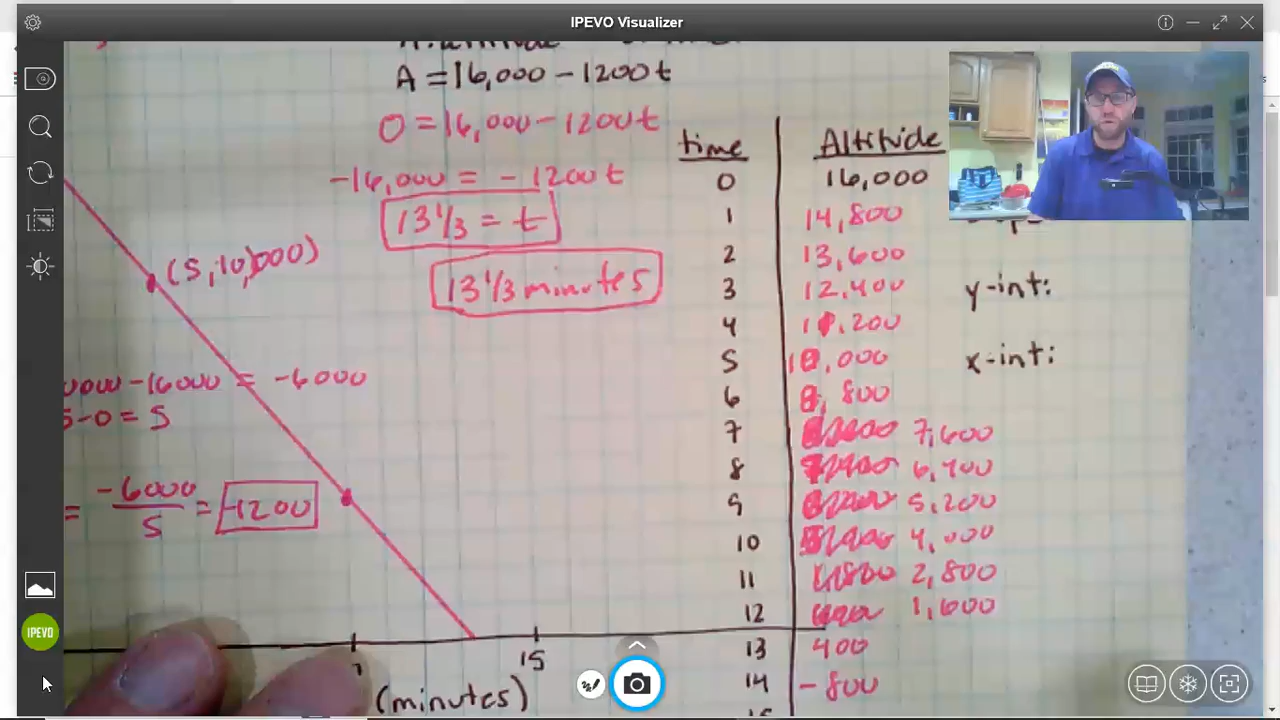 IPEVO Visualizer
A = 16,000 - 1200t
0 = 16,000 - 1200t
-16,000 = - 1200t
13 1/3 = t
13 1/3 minutes
(5, 10,000)
000 - 16000 = -6000
5-0 = 5
= -6000/5 = -1200
15
(minutes)
time Altitude
0 16,000
1 14,800
2 13,600
3 12,400
4 11,200
5 10,000
6 8,800
7 7,600
8 6,400
9 5,200
10 4,000
11 2,800
12 1,600
13 400
14 - 800
y-int:
x-int:
IPEVO